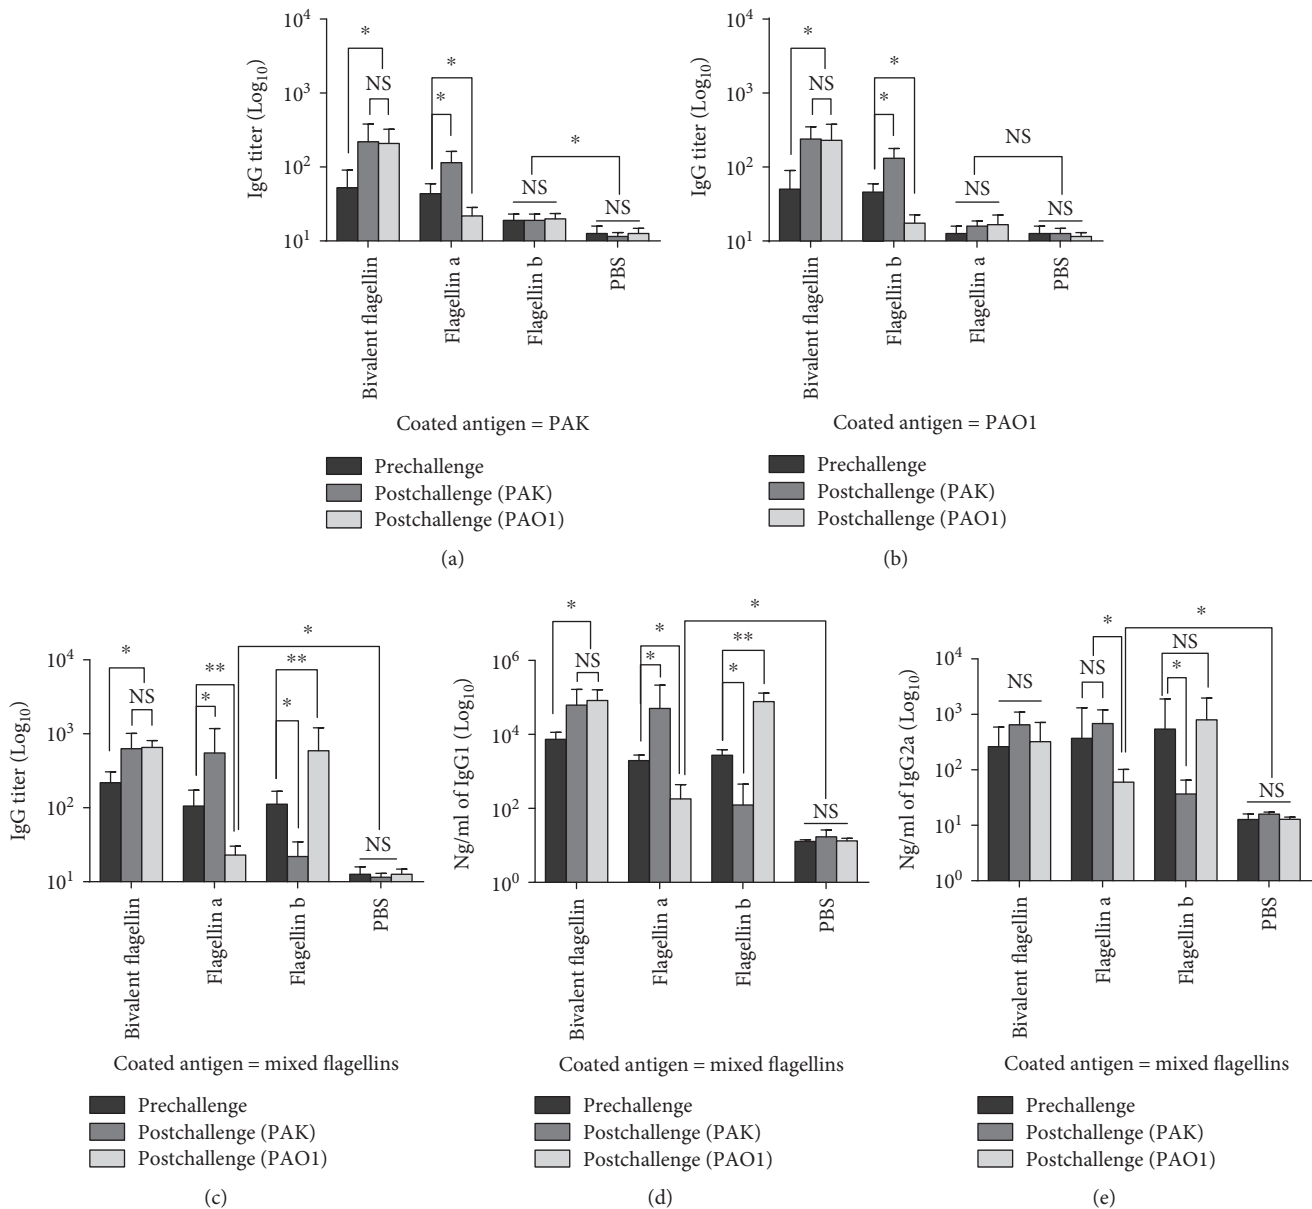 IgG titer (Log10)
10^4
10^3
10^2
10^1
*
NS
*
*
*
NS
NS
Bivalent flagellin
Flagellin a
Flagellin b
PBS
Coated antigen = PAK
Prechallenge
Postchallenge (PAK)
Postchallenge (PAO1)
(a)
IgG titer (Log10)
10^4
10^3
10^2
10^1
*
NS
*
*
NS
NS
NS
Bivalent flagellin
Flagellin b
Flagellin a
PBS
Coated antigen = PAO1
Prechallenge
Postchallenge (PAK)
Postchallenge (PAO1)
(b)
IgG titer (Log10)
10^4
10^3
10^2
10^1
*
NS
**
*
**
*
*
NS
Bivalent flagellin
Flagellin a
Flagellin b
PBS
Coated antigen = mixed flagellins
Prechallenge
Postchallenge (PAK)
Postchallenge (PAO1)
(c)
Ng/ml of IgG1 (Log10)
10^6
10^4
10^2
10^0
*
NS
*
*
**
*
*
NS
Bivalent flagellin
Flagellin a
Flagellin b
PBS
Coated antigen = mixed flagellins
Prechallenge
Postchallenge (PAK)
Postchallenge (PAO1)
(d)
Ng/ml of IgG2a (Log10)
10^4
10^3
10^2
10^1
10^0
NS
NS
*
NS
*
*
NS
Bivalent flagellin
Flagellin a
Flagellin b
PBS
Coated antigen = mixed flagellins
Prechallenge
Postchallenge (PAK)
Postchallenge (PAO1)
(e)